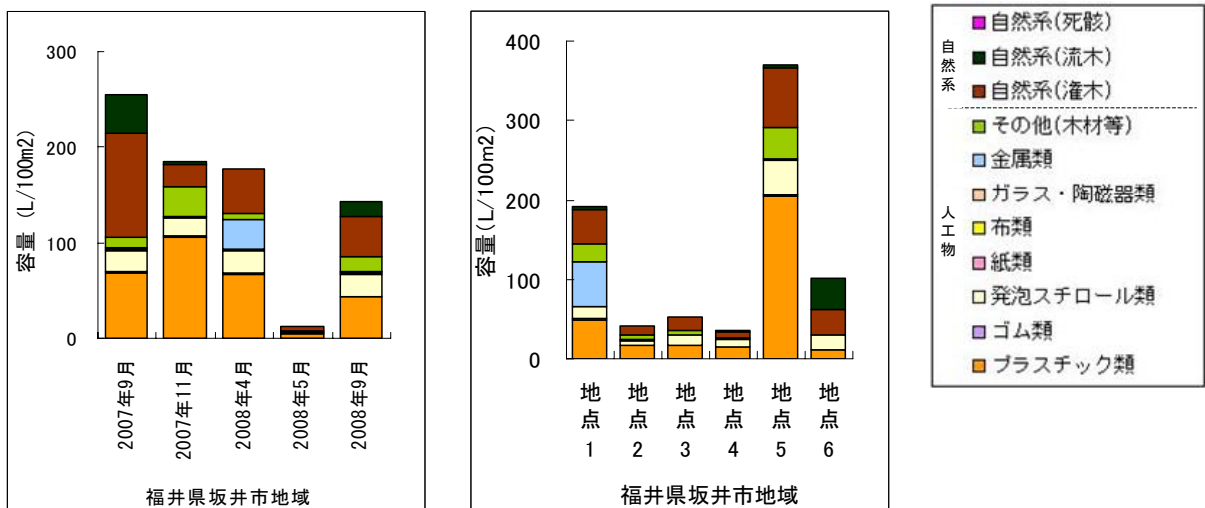 300
200
100
0
容量 (L/100m2)
2007年9月
2007年11月
2008年4月
2008年5月
2008年9月
福井県坂井市地域
400
300
200
100
0
容量(L/100m2)
地点1
地点2
地点3
地点4
地点5
地点6
福井県坂井市地域
自然系
自然系(死骸)
自然系(流木)
自然系(潅木)
人工物
その他(木材等)
金属類
ガラス・陶磁器類
布類
紙類
発泡スチロール類
ゴム類
プラスチック類